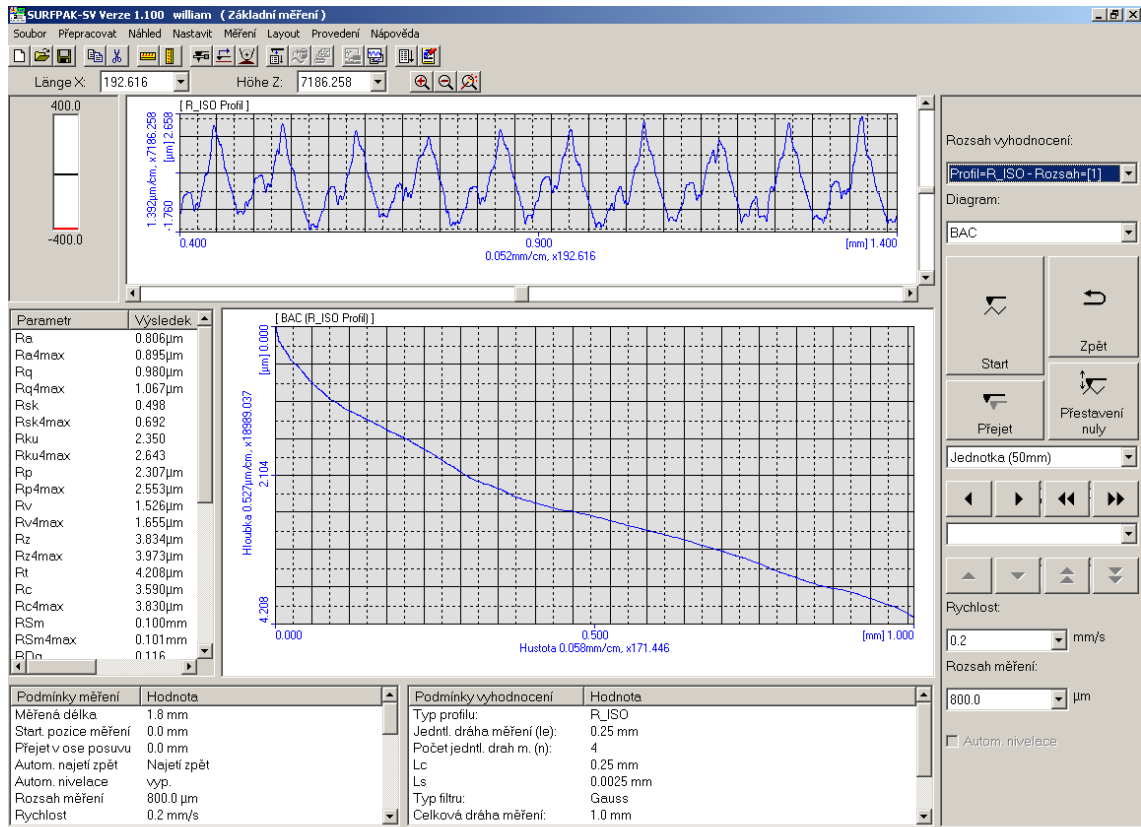 SURFPAK-SV Verze 1.100 william ( Základní měření )
Soubor Přepracovat Náhled Nastavit Měření Layout Provedení Nápověda
Länge X: 192.616 Höhe Z: 7186.258
400.0
-400.0
[ R_ISO Profil ]
1.392µm/cm, x7186.258
-1.760 [µm] 2.658
0.400 0.900 [mm] 1.400
0.052mm/cm, x192.616
Parametr Výsledek
Ra 0.806µm
Ra4max 0.895µm
Rq 0.980µm
Rq4max 1.067µm
Rsk 0.498
Rsk4max 0.692
Rku 2.350
Rku4max 2.643
Rp 2.307µm
Rp4max 2.553µm
Rv 1.526µm
Rv4max 1.655µm
Rz 3.834µm
Rz4max 3.973µm
Rt 4.208µm
Rc 3.590µm
Rc4max 3.830µm
RSm 0.100mm
RSm4max 0.101mm
RDq 0.116
[ BAC (R_ISO Profil) ]
Hloubka 0.527µm/cm, x18989.037
4.208 2.104 [µm] 0.000
0.000 0.500 [mm] 1.000
Hustota 0.058mm/cm, x171.446
Rozsah vyhodnocení:
Profil=R_ISO - Rozsah=[1]
Diagram:
BAC
Start
Zpět
Přejet
Přestavení
nuly
Jednotka (50mm)
Rychlost:
0.2 mm/s
Rozsah měření:
800.0 µm
Autom. nivelace
Podmínky měření Hodnota
Měřená délka 1.8 mm
Start. pozice měření 0.0 mm
Přejet v ose posuvu 0.0 mm
Autom. najetí zpět Najetí zpět
Autom. nivelace vyp.
Rozsah měření 800.0 µm
Rychlost 0.2 mm/s
Podmínky vyhodnocení Hodnota
Typ profilu: R_ISO
Jedntl. dráha měření (le): 0.25 mm
Počet jedntl. drah m. (n): 4
Lc 0.25 mm
Ls 0.0025 mm
Typ filtru: Gauss
Celková dráha měření: 1.0 mm